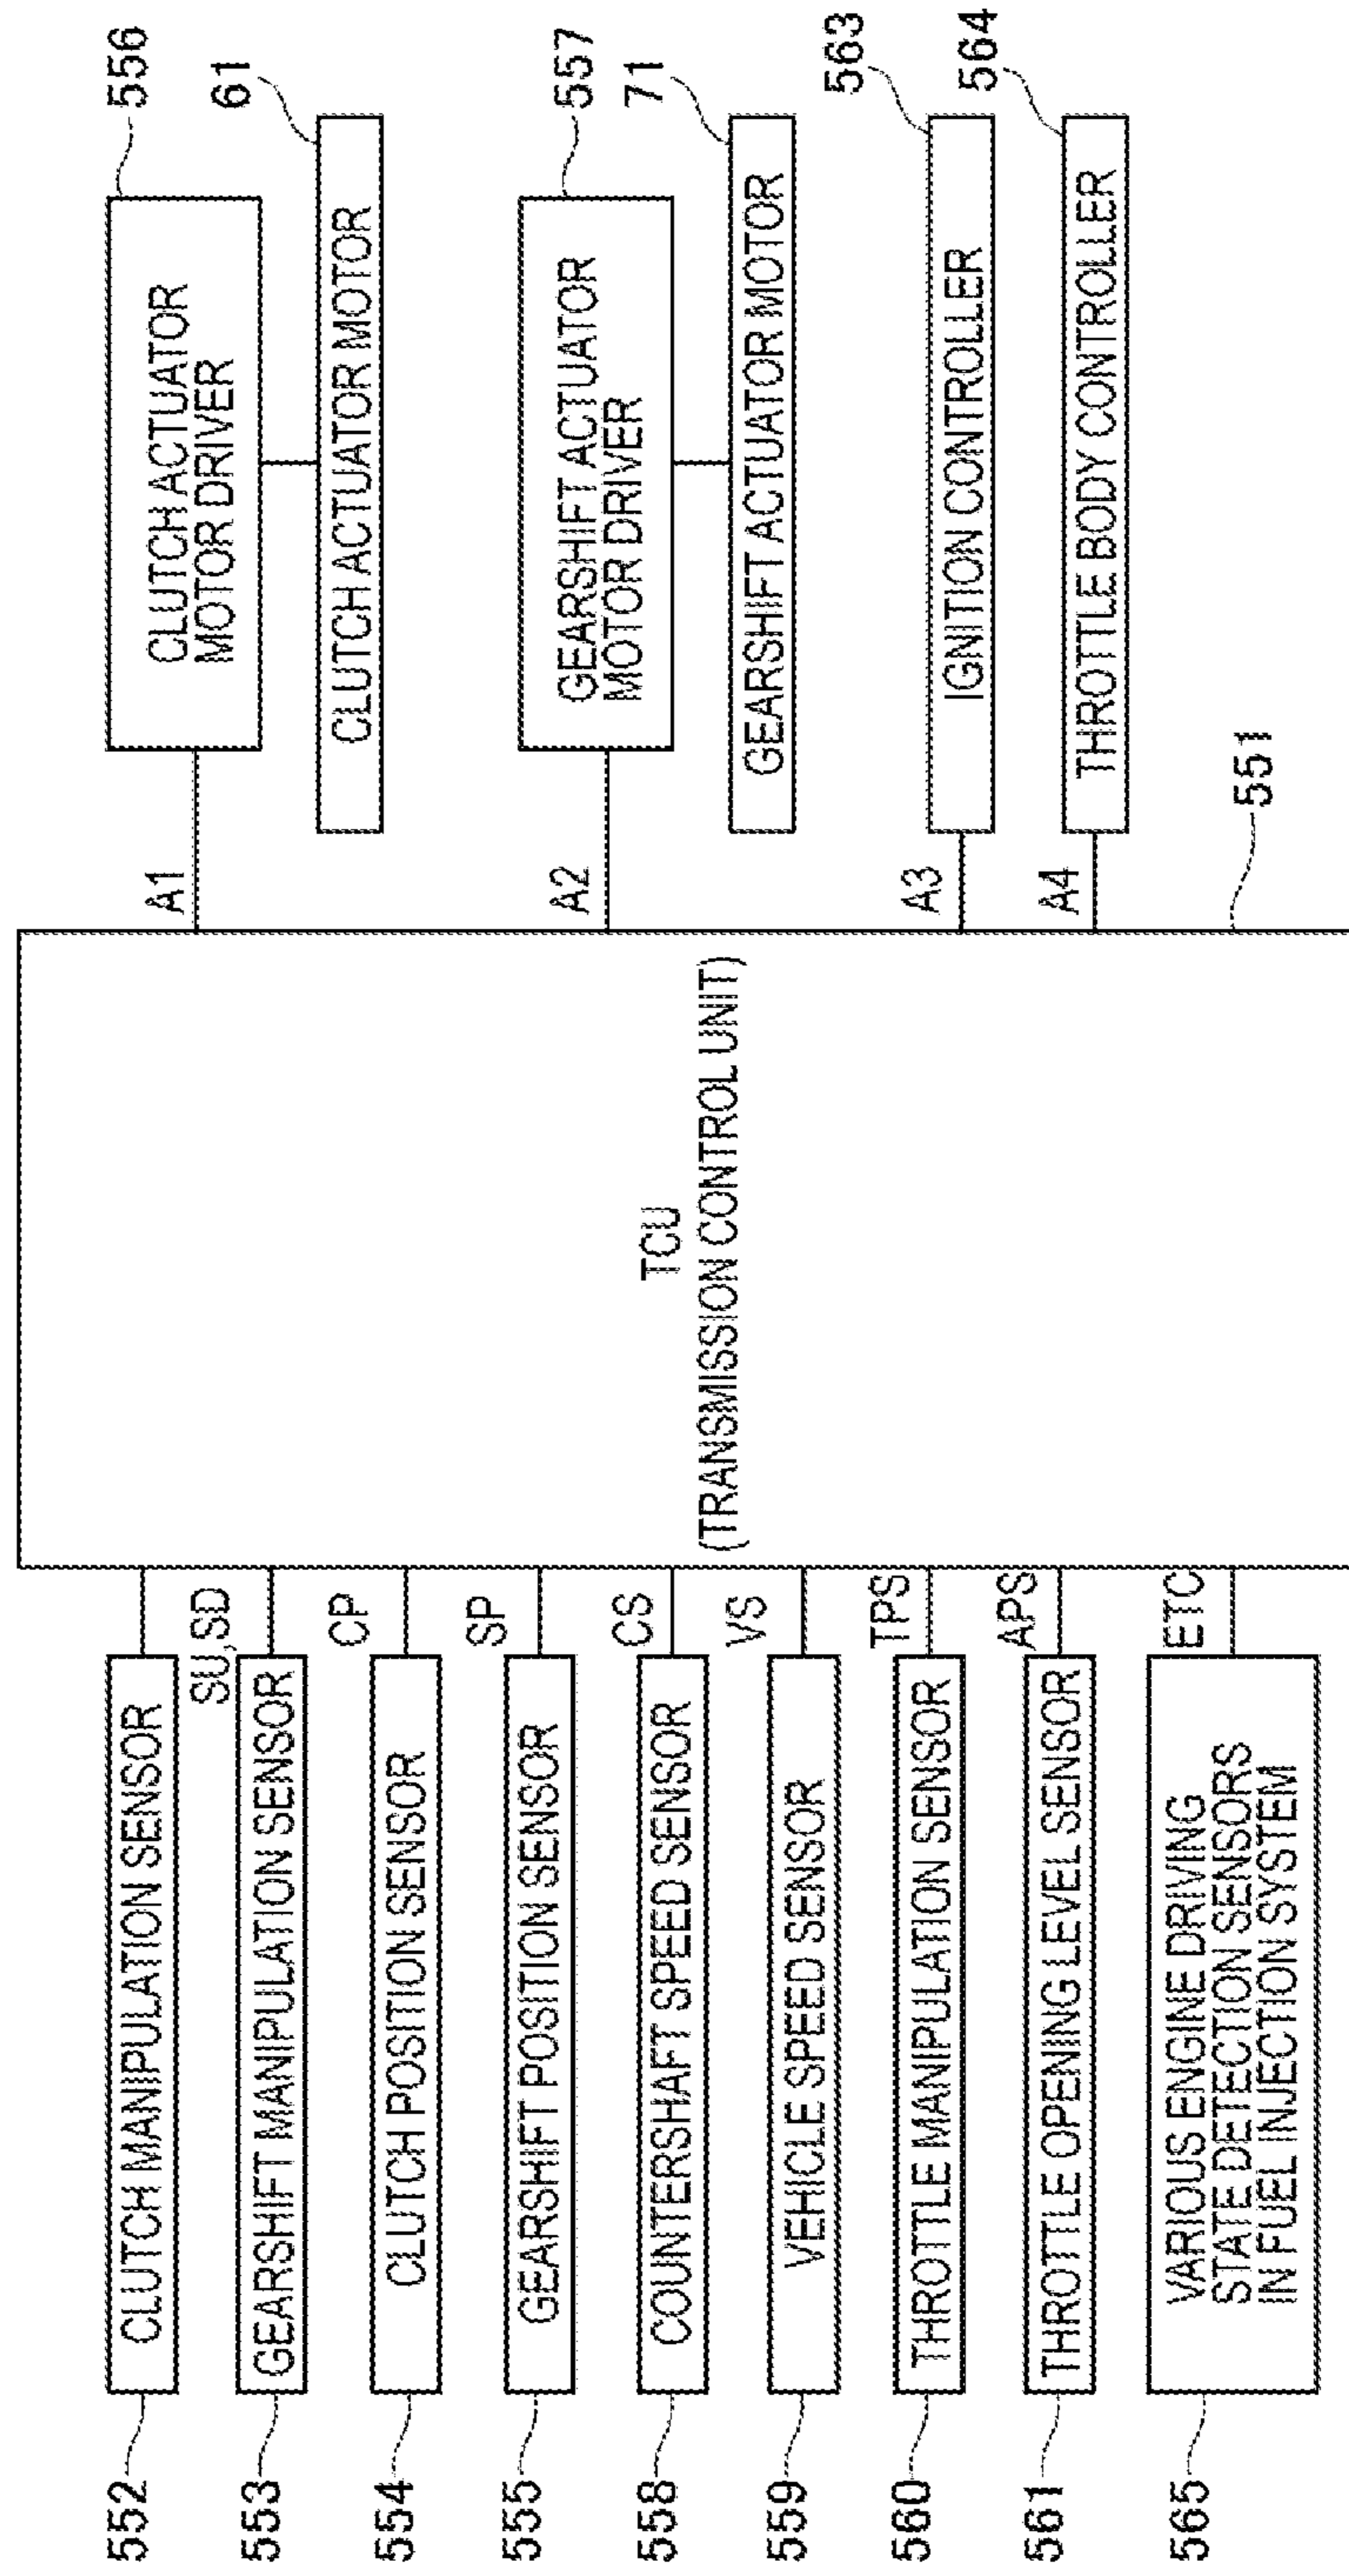 552
CLUTCH MANIPULATION SENSOR
SU,SD
553
GEARSHIFT MANIPULATION SENSOR
CP
554
CLUTCH POSITION SENSOR
SP
555
GEARSHIFT POSITION SENSOR
CS
558
COUNTERSHAFT SPEED SENSOR
VS
559
VEHICLE SPEED SENSOR
TPS
560
THROTTLE MANIPULATION SENSOR
APS
561
THROTTLE OPENING LEVEL SENSOR
ETC
565
VARIOUS ENGINE DRIVING
STATE DETECTION SENSORS
IN FUEL INJECTION SYSTEM
TCU
(TRANSMISSION CONTROL UNIT)
551
A1
CLUTCH ACTUATOR
MOTOR DRIVER
556
CLUTCH ACTUATOR MOTOR
61
A2
GEARSHIFT ACTUATOR
MOTOR DRIVER
557
GEARSHIFT ACTUATOR MOTOR
71
A3
IGNITION CONTROLLER
563
A4
THROTTLE BODY CONTROLLER
564